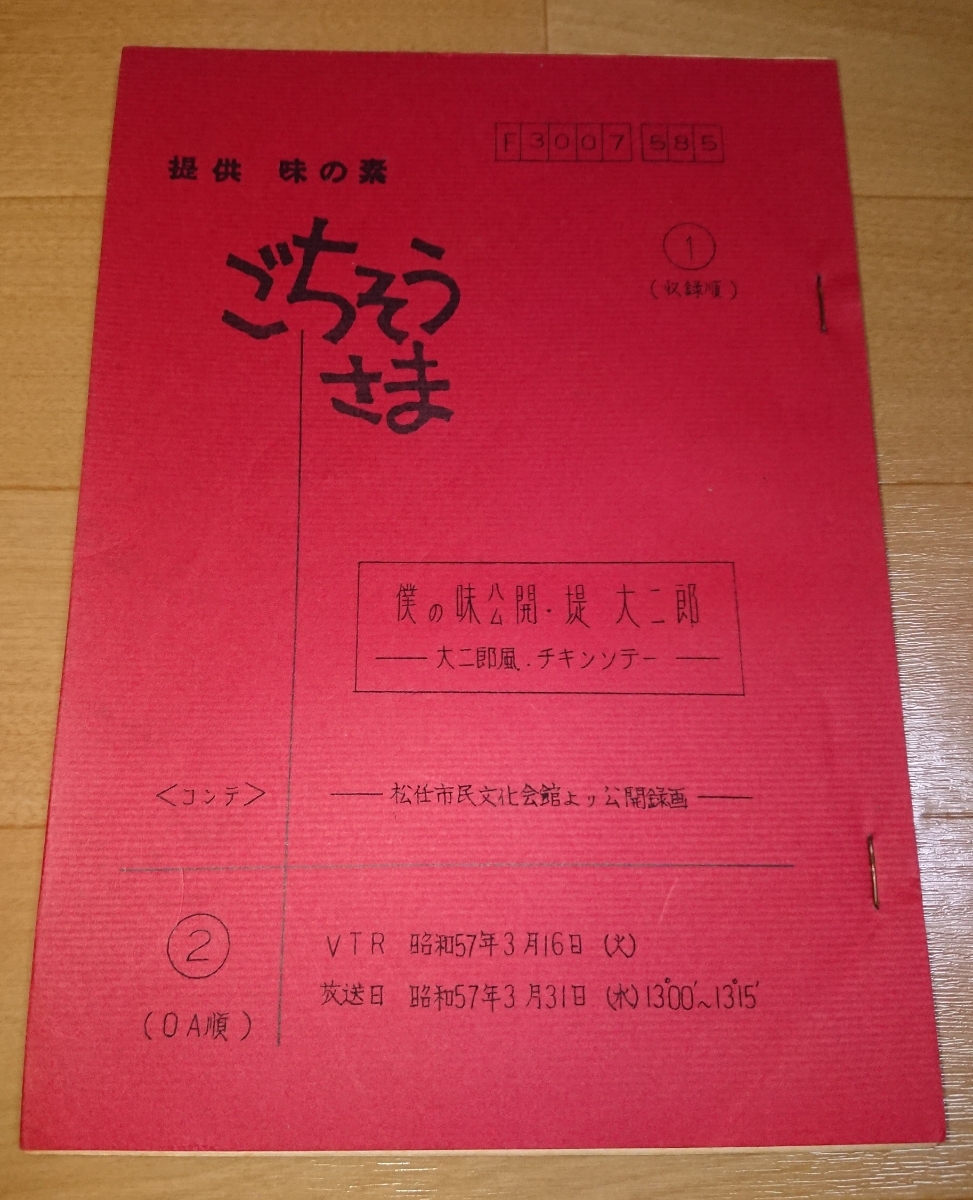 F3007 585
提供 味の素
ごちそう
さま
1
(収録順)
僕の味公開・堤 大二郎
—— 大二郎風・チキンソテー ——
<コンテ>
—— 松任市民文化会館より公開録画 ——
2
(OA順)
VTR 昭和57年3月16日(火)
放送日 昭和57年3月31日(水)13°00′~13°15′